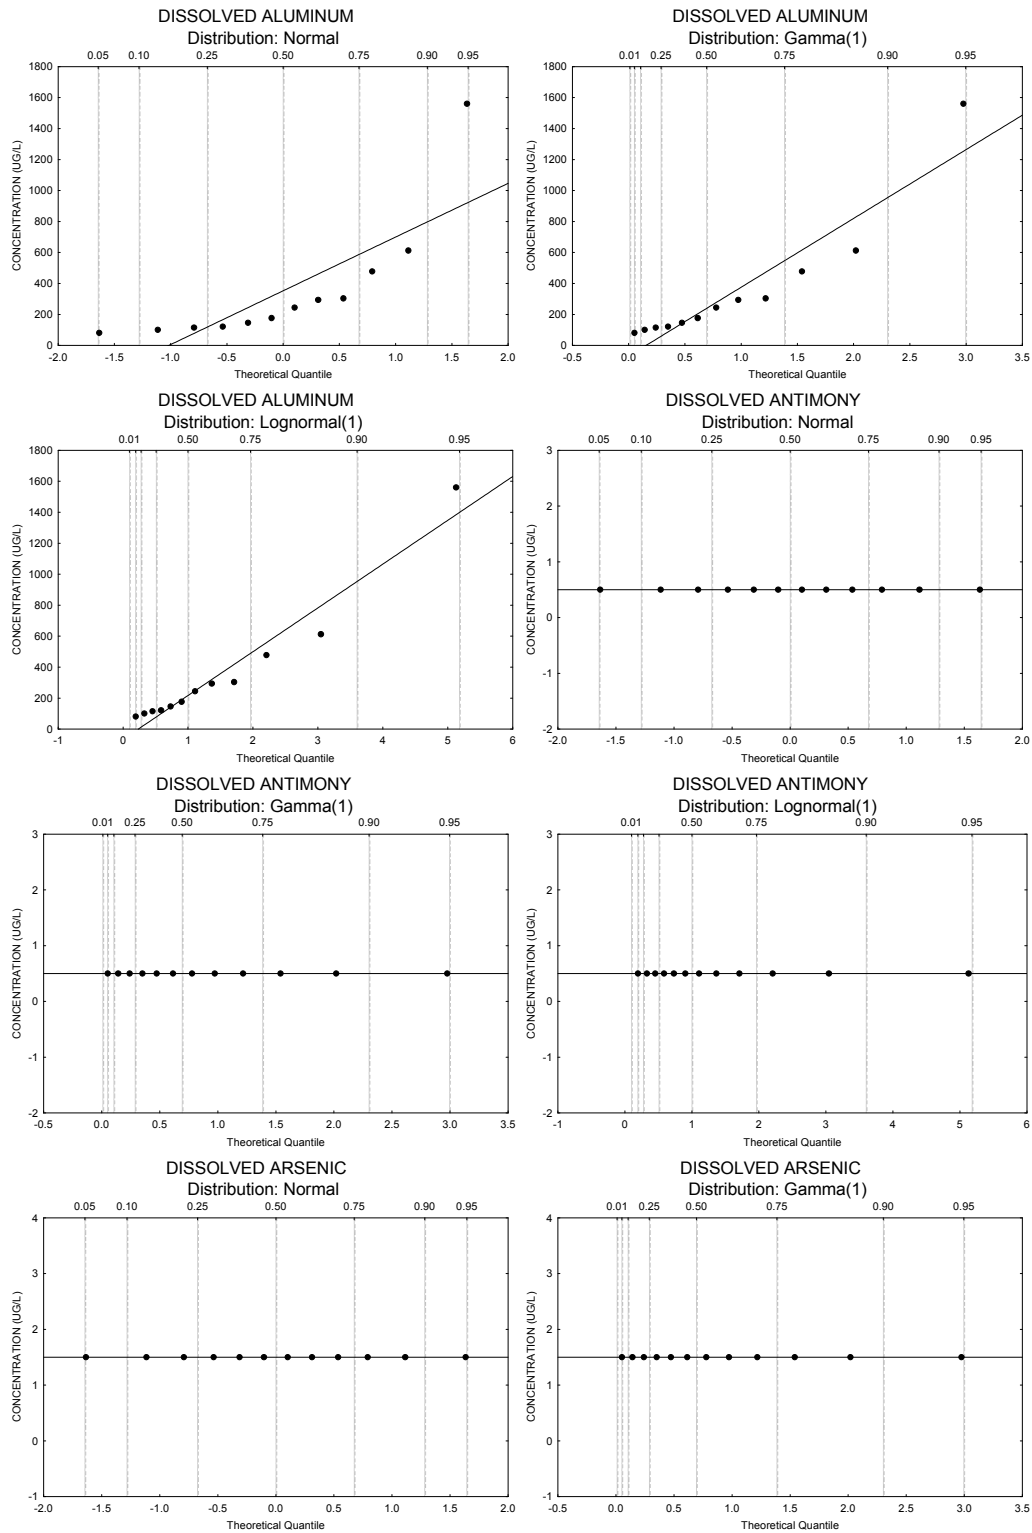 DISSOLVED ALUMINUM
Distribution: Normal
0.05 0.10 0.25 0.50 0.75 0.90 0.95
1800
1600
1400
1200
1000
800
600
400
200
0
CONCENTRATION (UG/L)
-2.0 -1.5 -1.0 -0.5 0.0 0.5 1.0 1.5 2.0
Theoretical Quantile
DISSOLVED ALUMINUM
Distribution: Gamma(1)
0.01 0.25 0.50 0.75 0.90 0.95
1800
1600
1400
1200
1000
800
600
400
200
0
CONCENTRATION (UG/L)
-0.5 0.0 0.5 1.0 1.5 2.0 2.5 3.0 3.5
Theoretical Quantile
DISSOLVED ALUMINUM
Distribution: Lognormal(1)
0.01 0.50 0.75 0.90 0.95
1800
1600
1400
1200
1000
800
600
400
200
0
CONCENTRATION (UG/L)
-1 0 1 2 3 4 5 6
Theoretical Quantile
DISSOLVED ANTIMONY
Distribution: Normal
0.05 0.10 0.25 0.50 0.75 0.90 0.95
3
2
1
0
-1
-2
CONCENTRATION (UG/L)
-2.0 -1.5 -1.0 -0.5 0.0 0.5 1.0 1.5 2.0
Theoretical Quantile
DISSOLVED ANTIMONY
Distribution: Gamma(1)
0.01 0.25 0.50 0.75 0.90 0.95
3
2
1
0
-1
-2
CONCENTRATION (UG/L)
-0.5 0.0 0.5 1.0 1.5 2.0 2.5 3.0 3.5
Theoretical Quantile
DISSOLVED ANTIMONY
Distribution: Lognormal(1)
0.01 0.50 0.75 0.90 0.95
3
2
1
0
-1
-2
CONCENTRATION (UG/L)
-1 0 1 2 3 4 5 6
Theoretical Quantile
DISSOLVED ARSENIC
Distribution: Normal
0.05 0.10 0.25 0.50 0.75 0.90 0.95
4
3
2
1
0
-1
CONCENTRATION (UG/L)
-2.0 -1.5 -1.0 -0.5 0.0 0.5 1.0 1.5 2.0
Theoretical Quantile
DISSOLVED ARSENIC
Distribution: Gamma(1)
0.01 0.25 0.50 0.75 0.90 0.95
4
3
2
1
0
-1
CONCENTRATION (UG/L)
-0.5 0.0 0.5 1.0 1.5 2.0 2.5 3.0 3.5
Theoretical Quantile